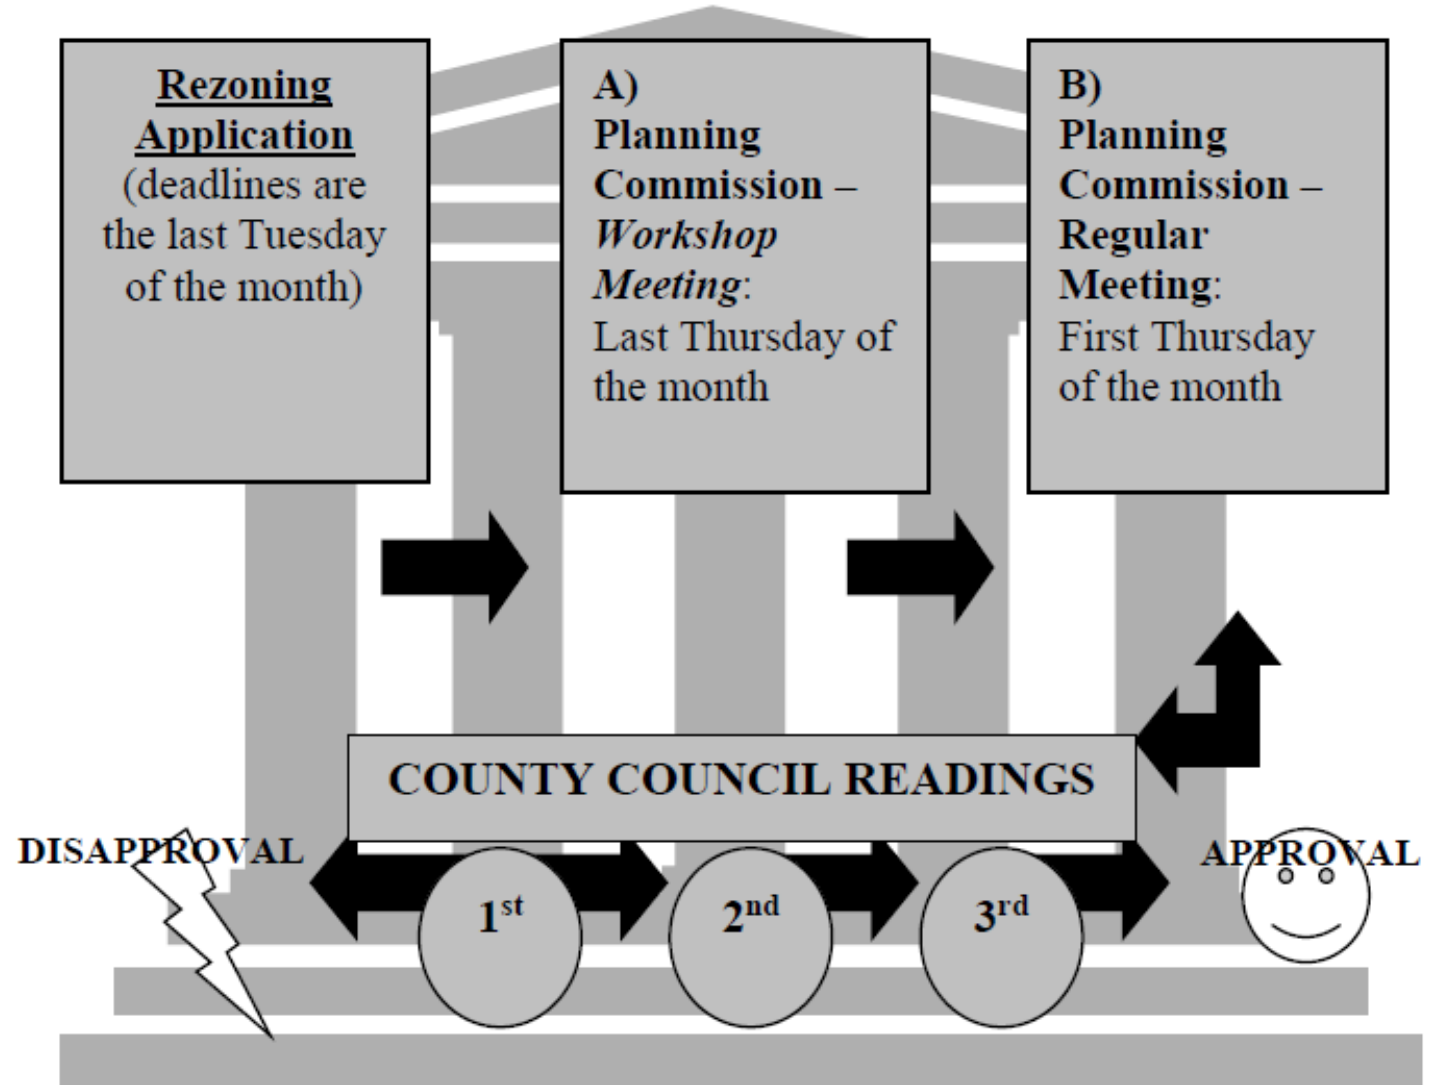 Rezoning
Application
(deadlines are
the last Tuesday
of the month)
A)
Planning
Commission –
Workshop
Meeting:
Last Thursday of
the month
B)
Planning
Commission –
Regular
Meeting:
First Thursday
of the month
COUNTY COUNCIL READINGS
DISAPPROVAL
APPROVAL
1st
2nd
3rd